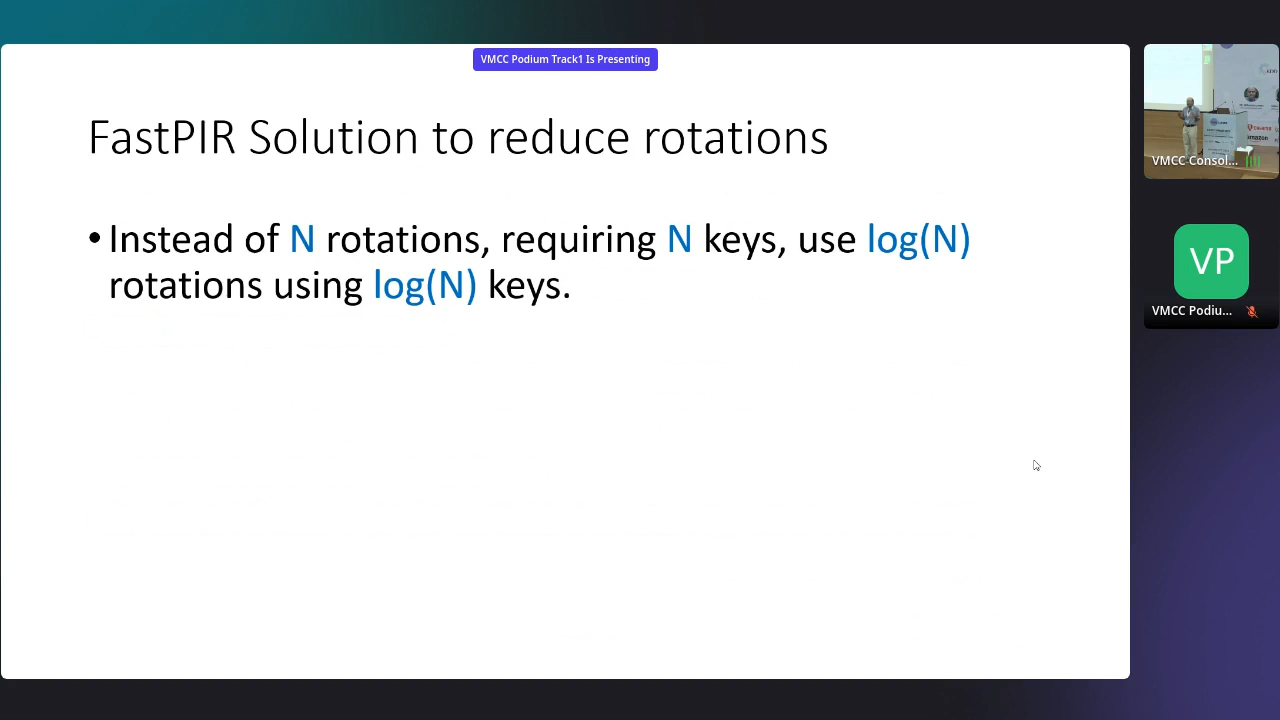 VMCC Podium Track1 Is Presenting
FastPIR Solution to reduce rotations
• Instead of N rotations, requiring N keys, use log(N)
rotations using log(N) keys.
VMCC Consol...
VP
VMCC Podiu...